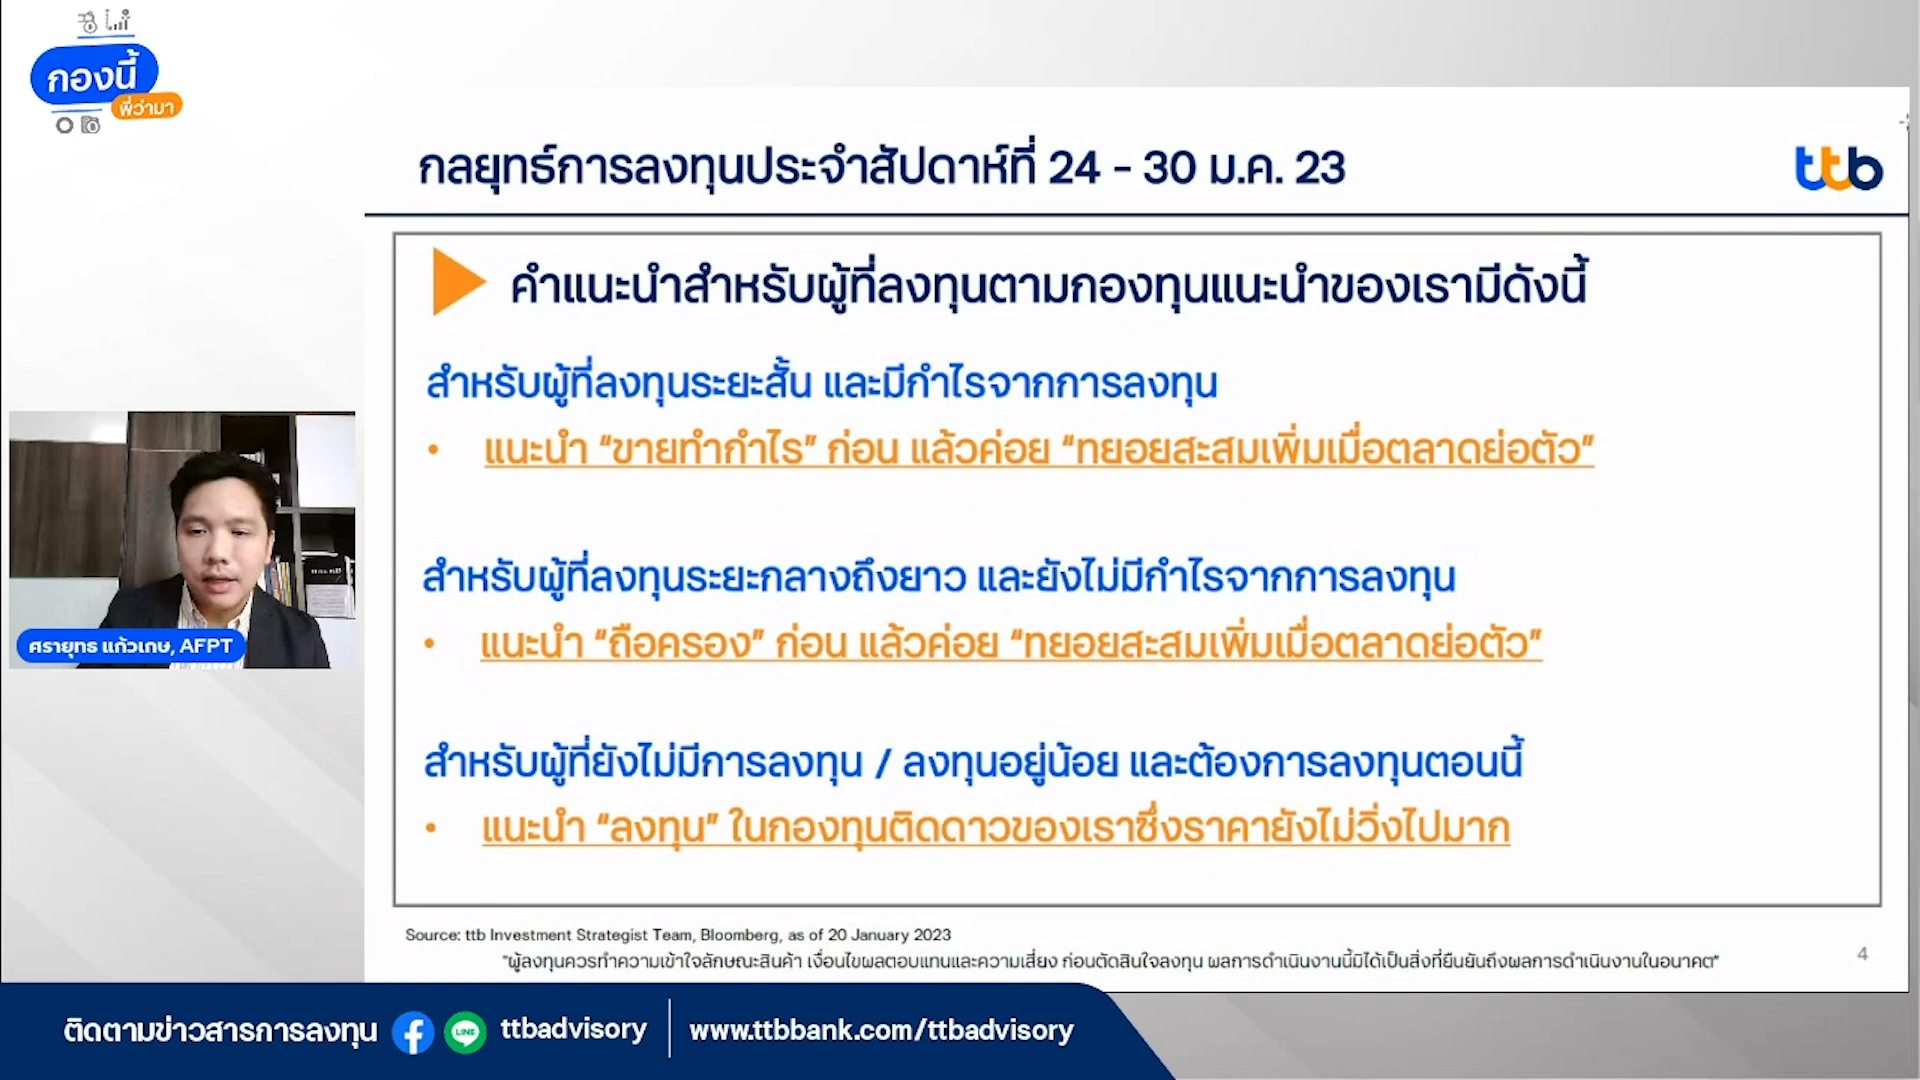 กองนี้
พี่ว่ามา
กลยุทธ์การลงทุนประจำสัปดาห์ที่ 24 - 30 ม.ค. 23
ttb
คำแนะนำสำหรับผู้ที่ลงทุนตามกองทุนแนะนำของเรามีดังนี้
สำหรับผู้ที่ลงทุนระยะสั้น และมีกำไรจากการลงทุน
• แนะนำ “ขายทำกำไร” ก่อน แล้วค่อย “ทยอยสะสมเพิ่มเมื่อตลาดย่อตัว”
สำหรับผู้ที่ลงทุนระยะกลางถึงยาว และยังไม่มีกำไรจากการลงทุน
• แนะนำ “ถือครอง” ก่อน แล้วค่อย “ทยอยสะสมเพิ่มเมื่อตลาดย่อตัว”
สำหรับผู้ที่ยังไม่มีการลงทุน / ลงทุนอยู่น้อย และต้องการลงทุนตอนนี้
• แนะนำ “ลงทุน” ในกองทุนติดดาวของเราซึ่งราคายังไม่วิ่งไปมาก
ศรายุทธ แก้วเกษ, AFPT
Source: ttb Investment Strategist Team, Bloomberg, as of 20 January 2023
"ผู้ลงทุนควรทำความเข้าใจลักษณะสินค้า เงื่อนไขผลตอบแทนและความเสี่ยง ก่อนตัดสินใจลงทุน ผลการดำเนินงานนี้มิได้เป็นสิ่งที่ยืนยันถึงผลการดำเนินงานในอนาคต"
4
ติดตามข่าวสารการลงทุน LINE ttbadvisory www.ttbbank.com/ttbadvisory